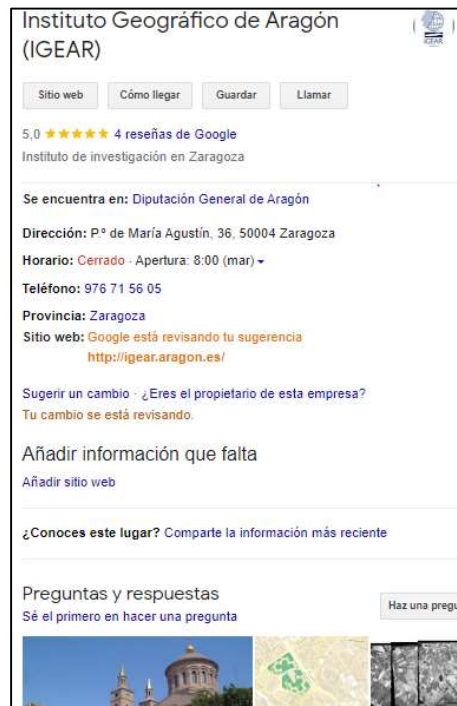 Instituto Geográfico de Aragón
(IGEAR)
IGEAR
Sitio web
Cómo llegar
Guardar
Llamar
5,0 ★★★★★ 4 reseñas de Google
Instituto de investigación en Zaragoza
Se encuentra en: Diputación General de Aragón
Dirección: P.º de María Agustín, 36, 50004 Zaragoza
Horario: Cerrado · Apertura: 8:00 (mar)
Teléfono: 976 71 56 05
Provincia: Zaragoza
Sitio web: Google está revisando tu sugerencia
http://igear.aragon.es/
Sugerir un cambio · ¿Eres el propietario de esta empresa?
Tu cambio se está revisando.
Añadir información que falta
Añadir sitio web
¿Conoces este lugar? Comparte la información más reciente
Preguntas y respuestas
Haz una pregu
Sé el primero en hacer una pregunta